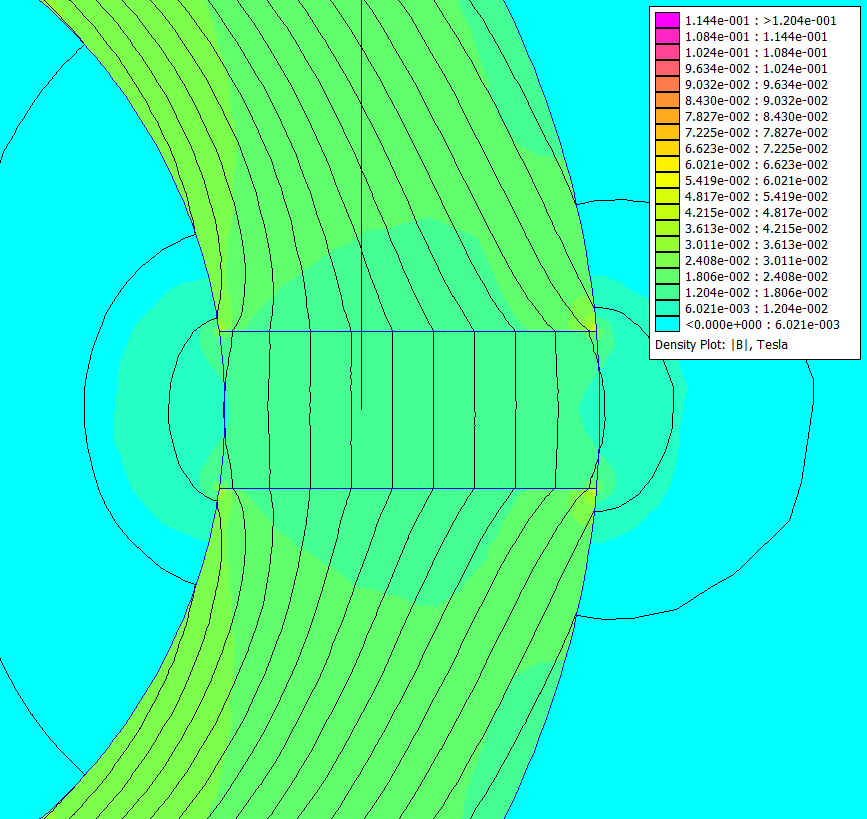 1.144e-001 : >1.204e-001
1.084e-001 : 1.144e-001
1.024e-001 : 1.084e-001
9.634e-002 : 1.024e-001
9.032e-002 : 9.634e-002
8.430e-002 : 9.032e-002
7.827e-002 : 8.430e-002
7.225e-002 : 7.827e-002
6.623e-002 : 7.225e-002
6.021e-002 : 6.623e-002
5.419e-002 : 6.021e-002
4.817e-002 : 5.419e-002
4.215e-002 : 4.817e-002
3.613e-002 : 4.215e-002
3.011e-002 : 3.613e-002
2.408e-002 : 3.011e-002
1.806e-002 : 2.408e-002
1.204e-002 : 1.806e-002
6.021e-003 : 1.204e-002
<0.000e+000 : 6.021e-003
Density Plot: |B|, Tesla